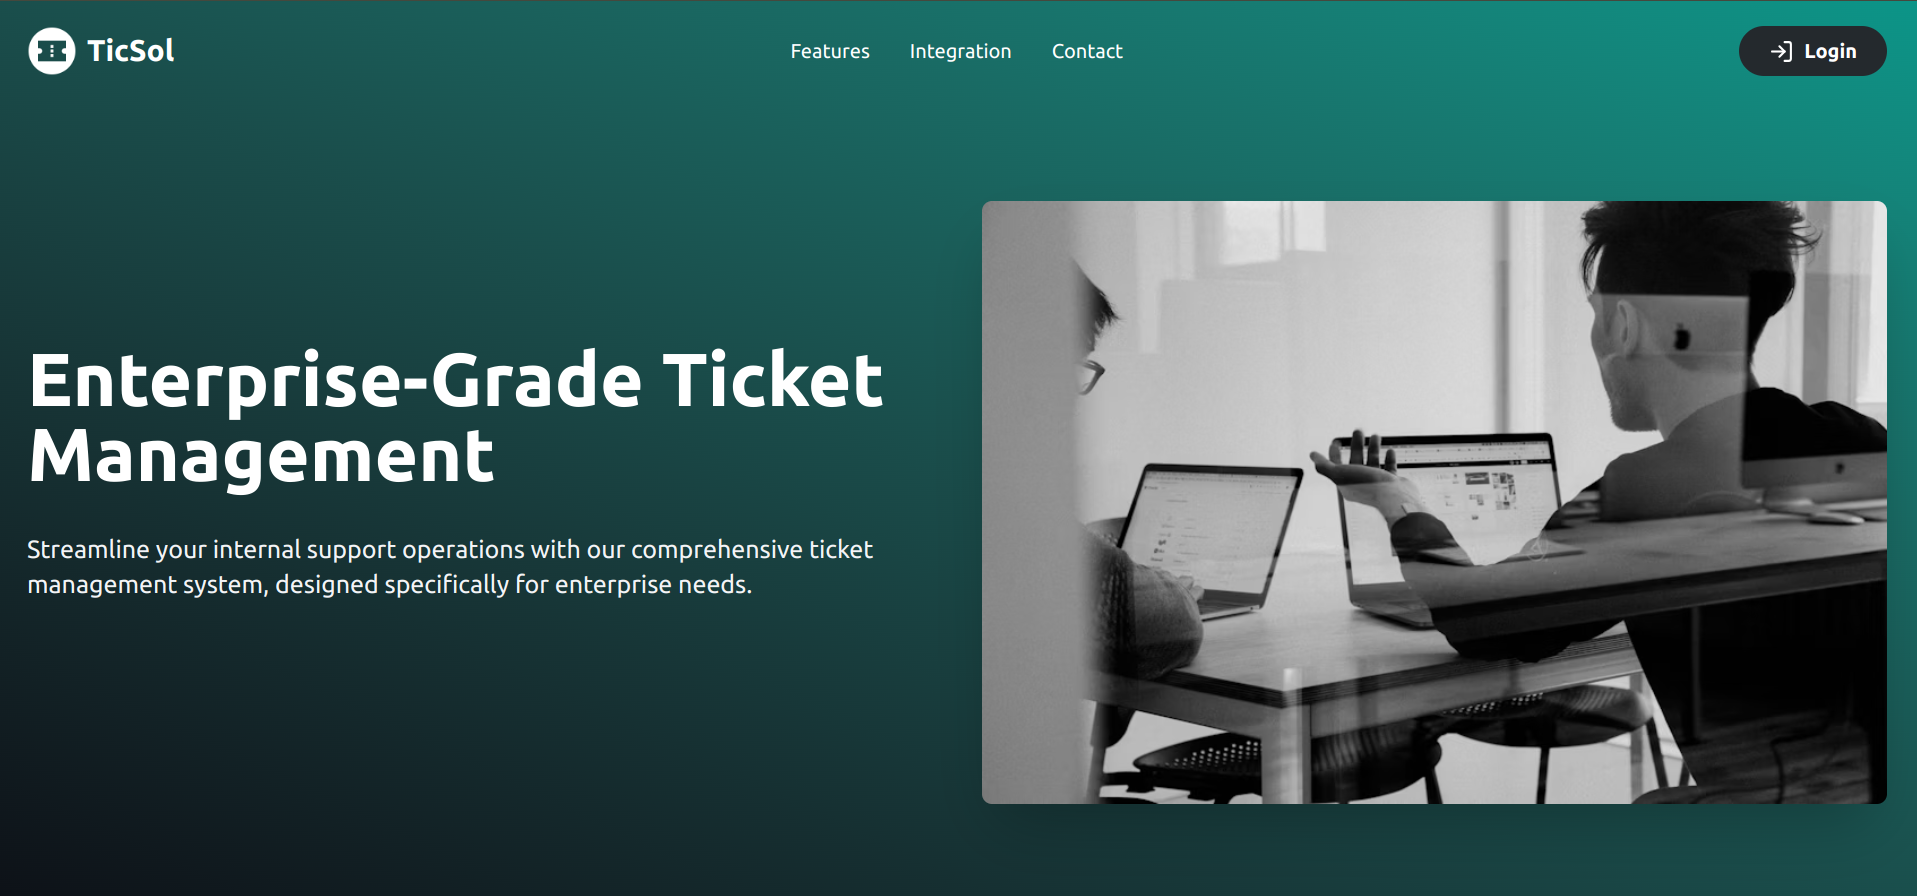 TicSol
Features
Integration
Contact
Login
Enterprise-Grade Ticket
Management
Streamline your internal support operations with our comprehensive ticket
management system, designed specifically for enterprise needs.